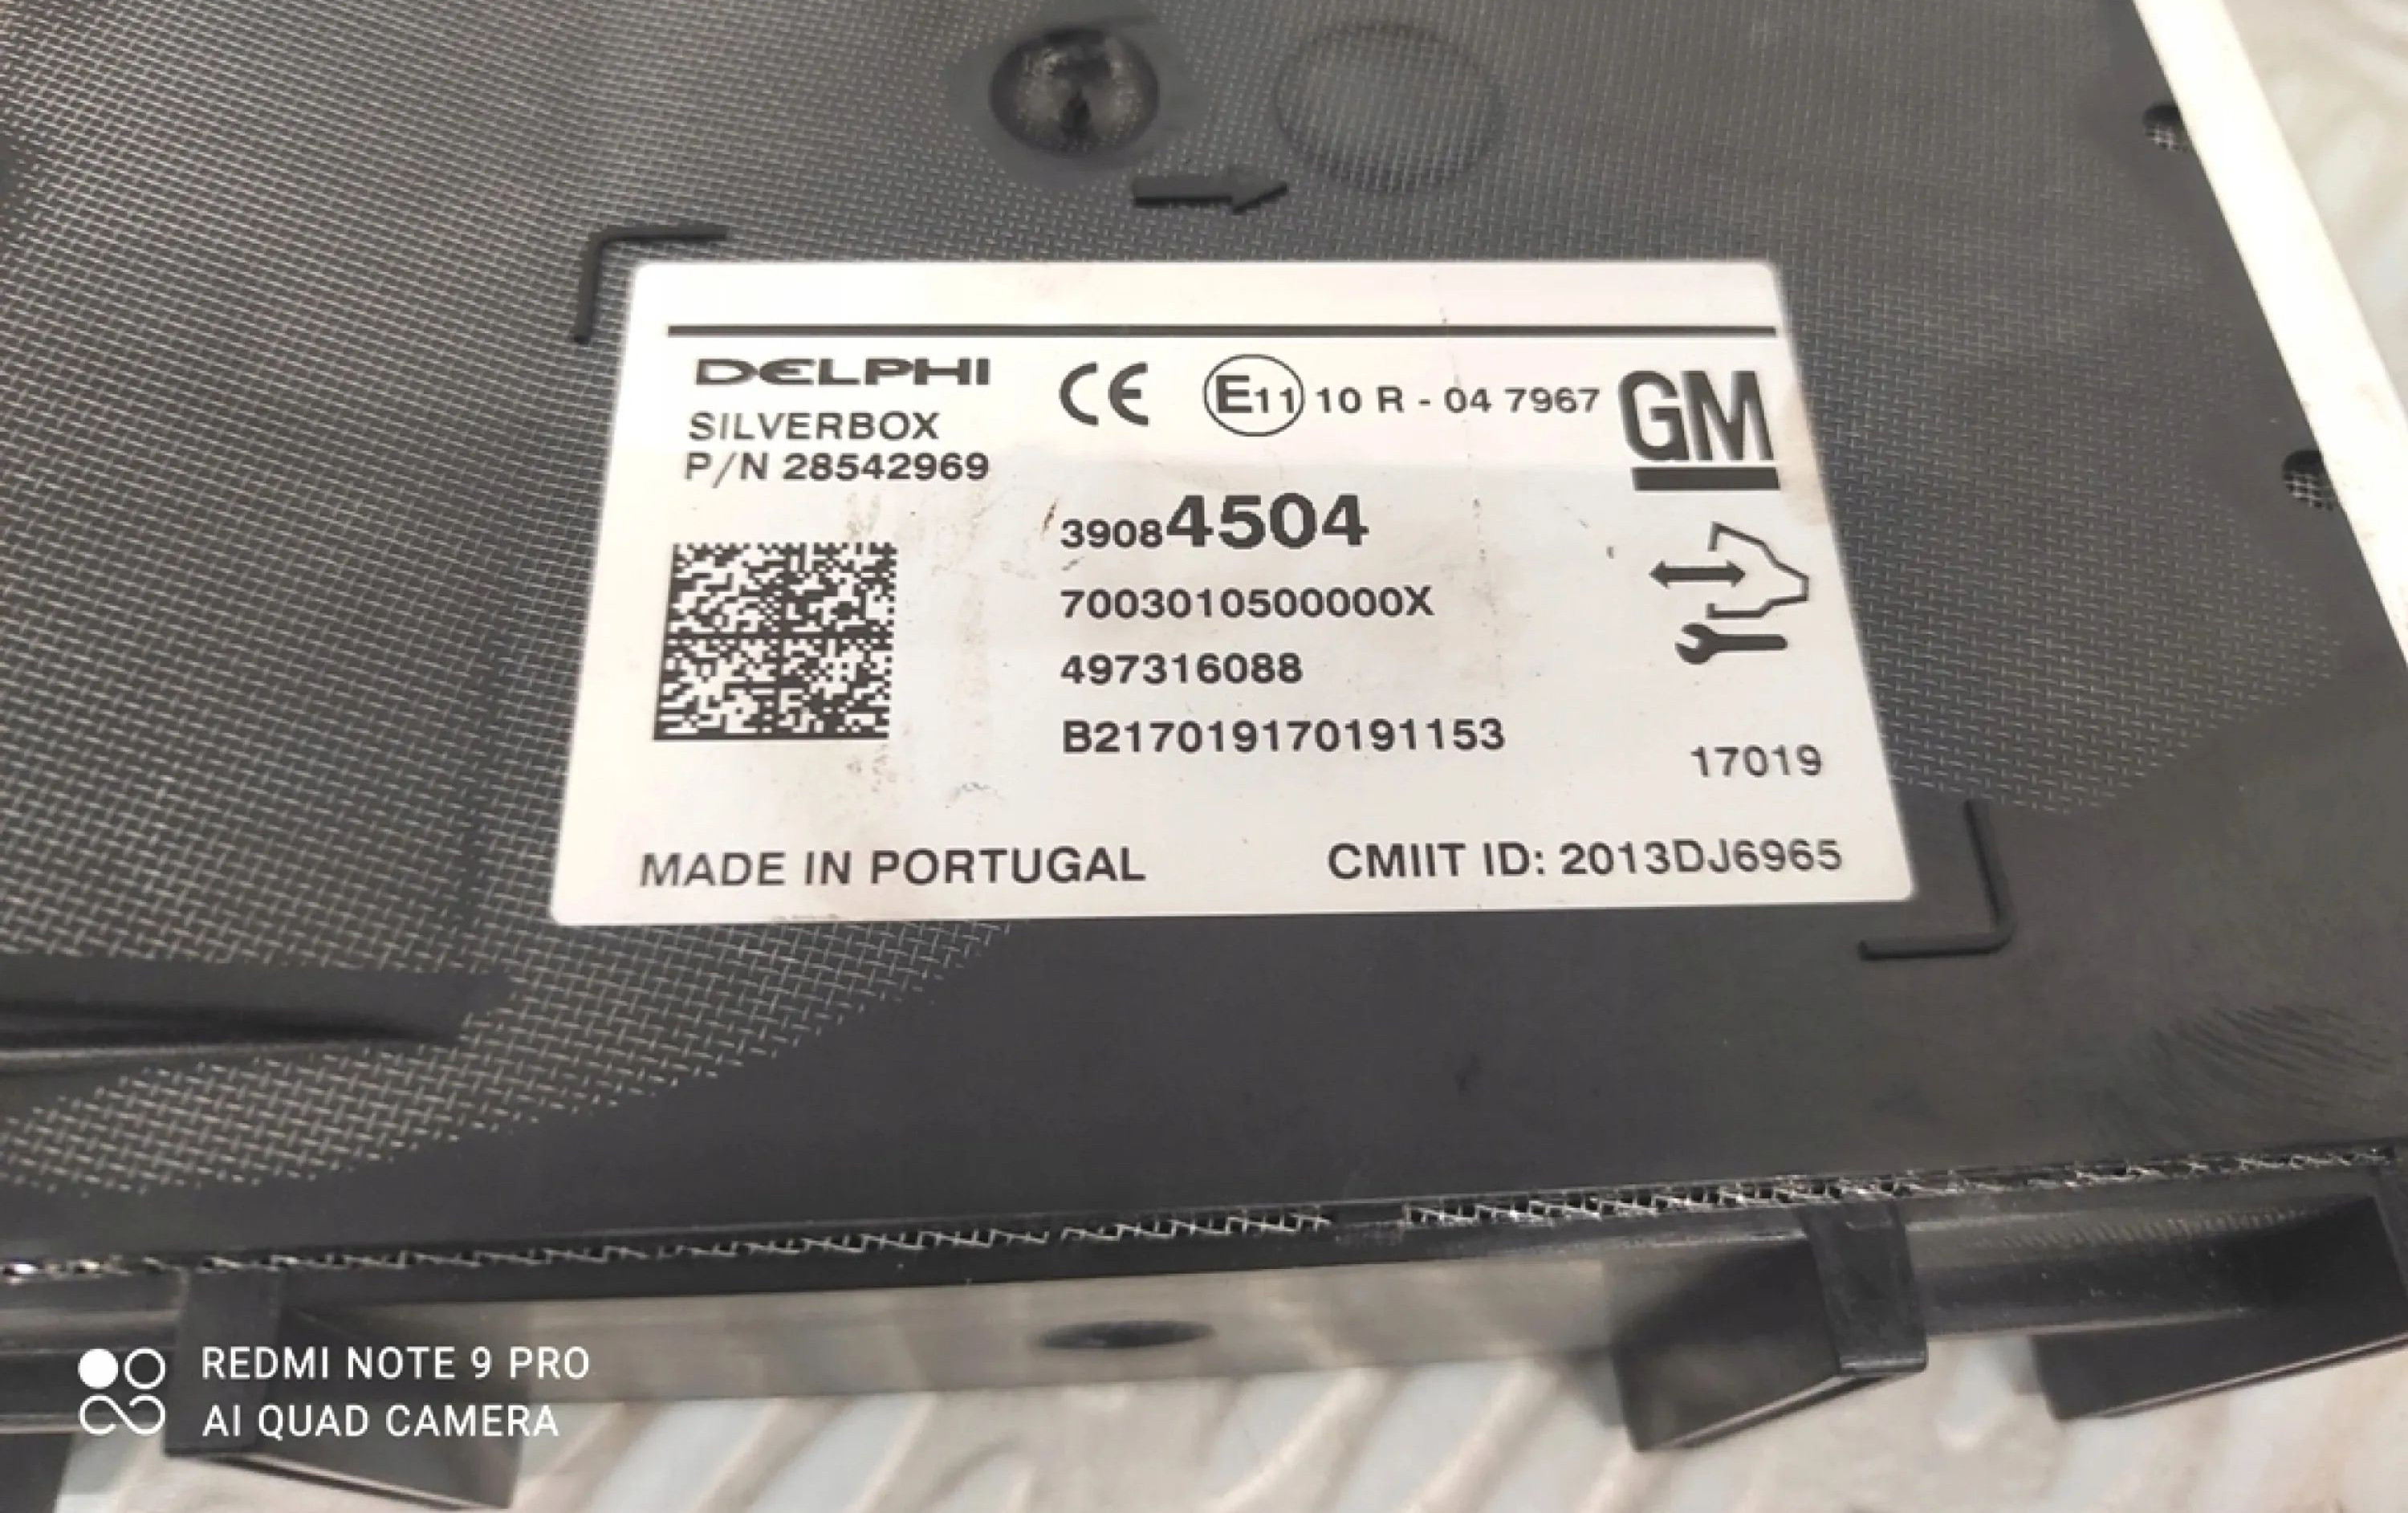 DELPHI
SILVERBOX
P/N 28542969
CE
E11 10 R - 04 7967
GM
39084504
7003010500000X
497316088
B217019170191153
17019
MADE IN PORTUGAL
CMIIT ID: 2013DJ6965
REDMI NOTE 9 PRO
AI QUAD CAMERA